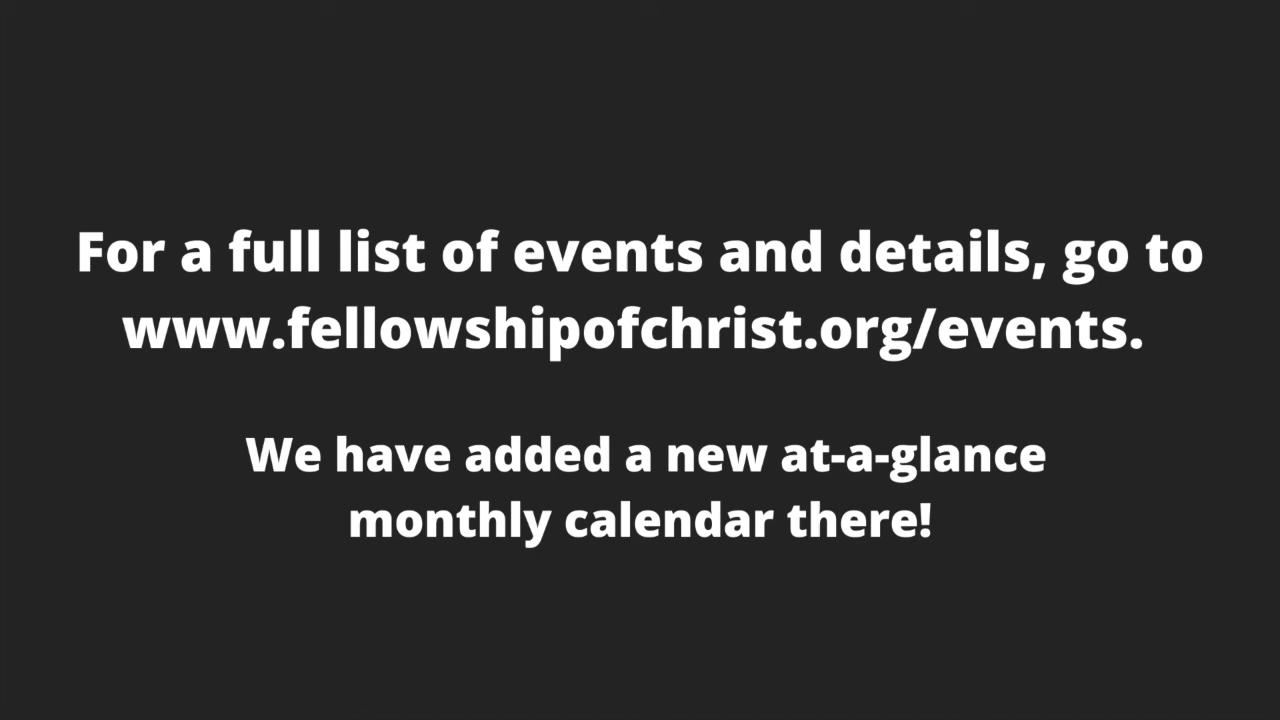 For a full list of events and details, go to
www.fellowshipofchrist.org/events.
We have added a new at-a-glance
monthly calendar there!